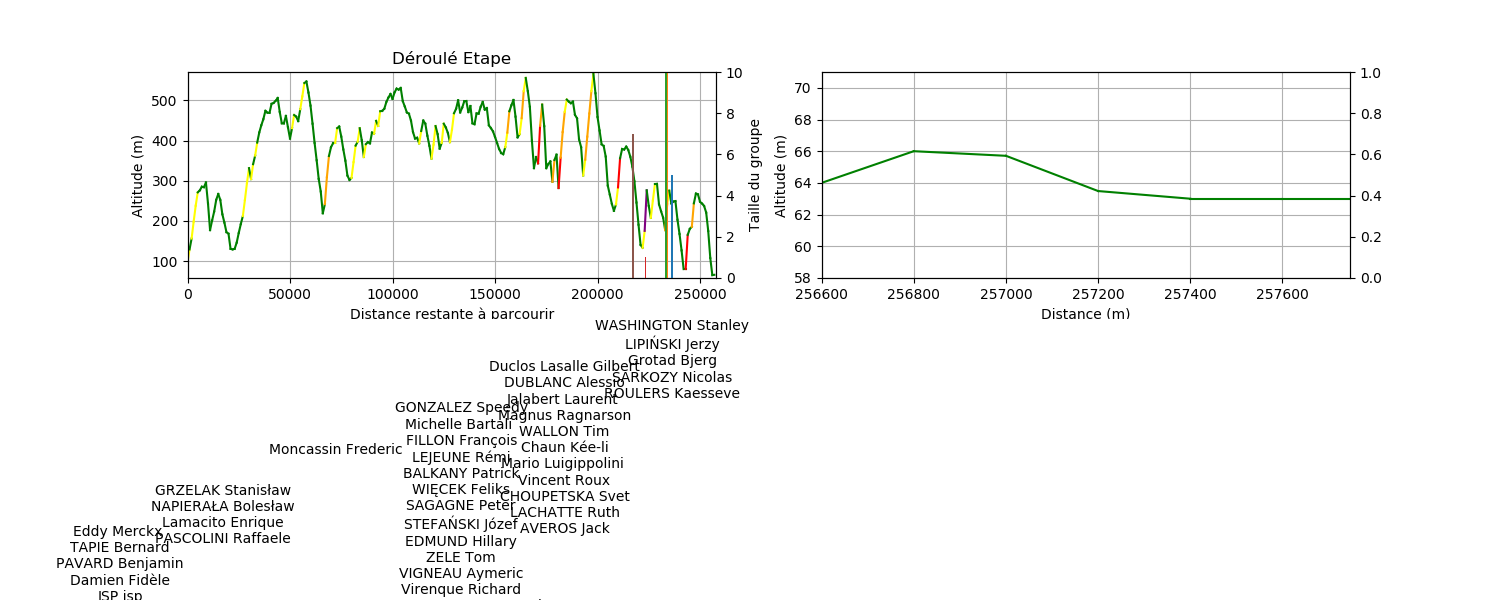 Déroulé Etape
500
400
300
200
100
Altitude (m)
10
8
6
4
2
0
Taille du groupe
0
50000
100000
150000
200000
250000
Distance restante à parcourir
70
68
66
64
62
60
58
Altitude (m)
1.0
0.8
0.6
0.4
0.2
0.0
256600
256800
257000
257200
257400
257600
Distance (m)
WASHINGTON Stanley
LIPIŃSKI Jerzy
Grotad Bjerg
SARKOZY Nicolas
ROULERS Kaesseve
Duclos Lasalle Gilbert
DUBLANC Alessio
Jalabert Laurent
Magnus Ragnarson
WALLON Tim
Chaun Kée-li
Mario Luigippolini
Vincent Roux
CHOUPETSKA Svet
LACHATTE Ruth
AVEROS Jack
GONZALEZ Speedy
Michelle Bartali
FILLON François
LEJEUNE Rémi
BALKANY Patrick
WIĘCEK Feliks
SAGAGNE Peter
STEFAŃSKI Józef
EDMUND Hillary
ZELE Tom
VIGNEAU Aymeric
Virenque Richard
Moncassin Frederic
GRZELAK Stanisław
NAPIERAŁA Bolesław
Lamacito Enrique
PASCOLINI Raffaele
Eddy Merckx
TAPIE Bernard
PAVARD Benjamin
Damien Fidèle
JSP jsp